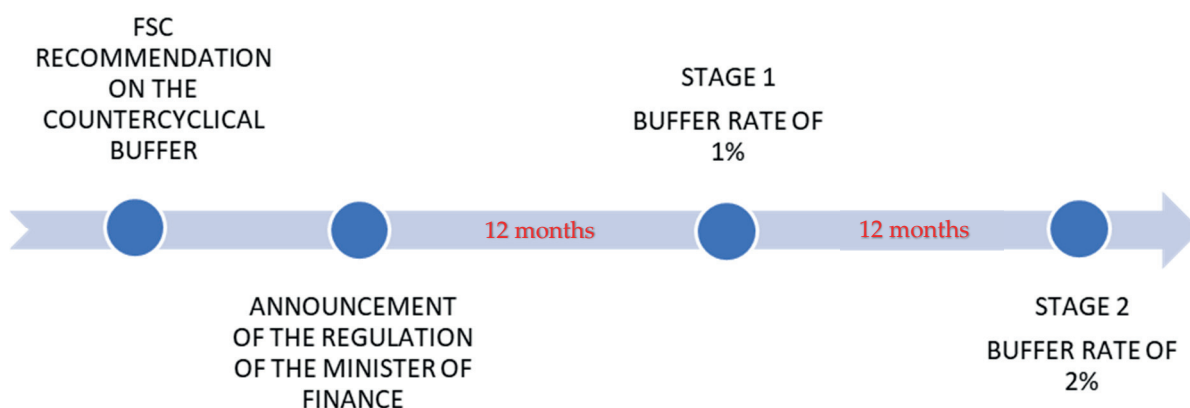 FSC
RECOMMENDATION
ON THE
COUNTERCYCLICAL
BUFFER
STAGE 1
BUFFER RATE OF
1%
12 months
12 months
ANNOUNCEMENT
OF THE REGULATION
OF THE MINISTER OF
FINANCE
STAGE 2
BUFFER RATE OF
2%